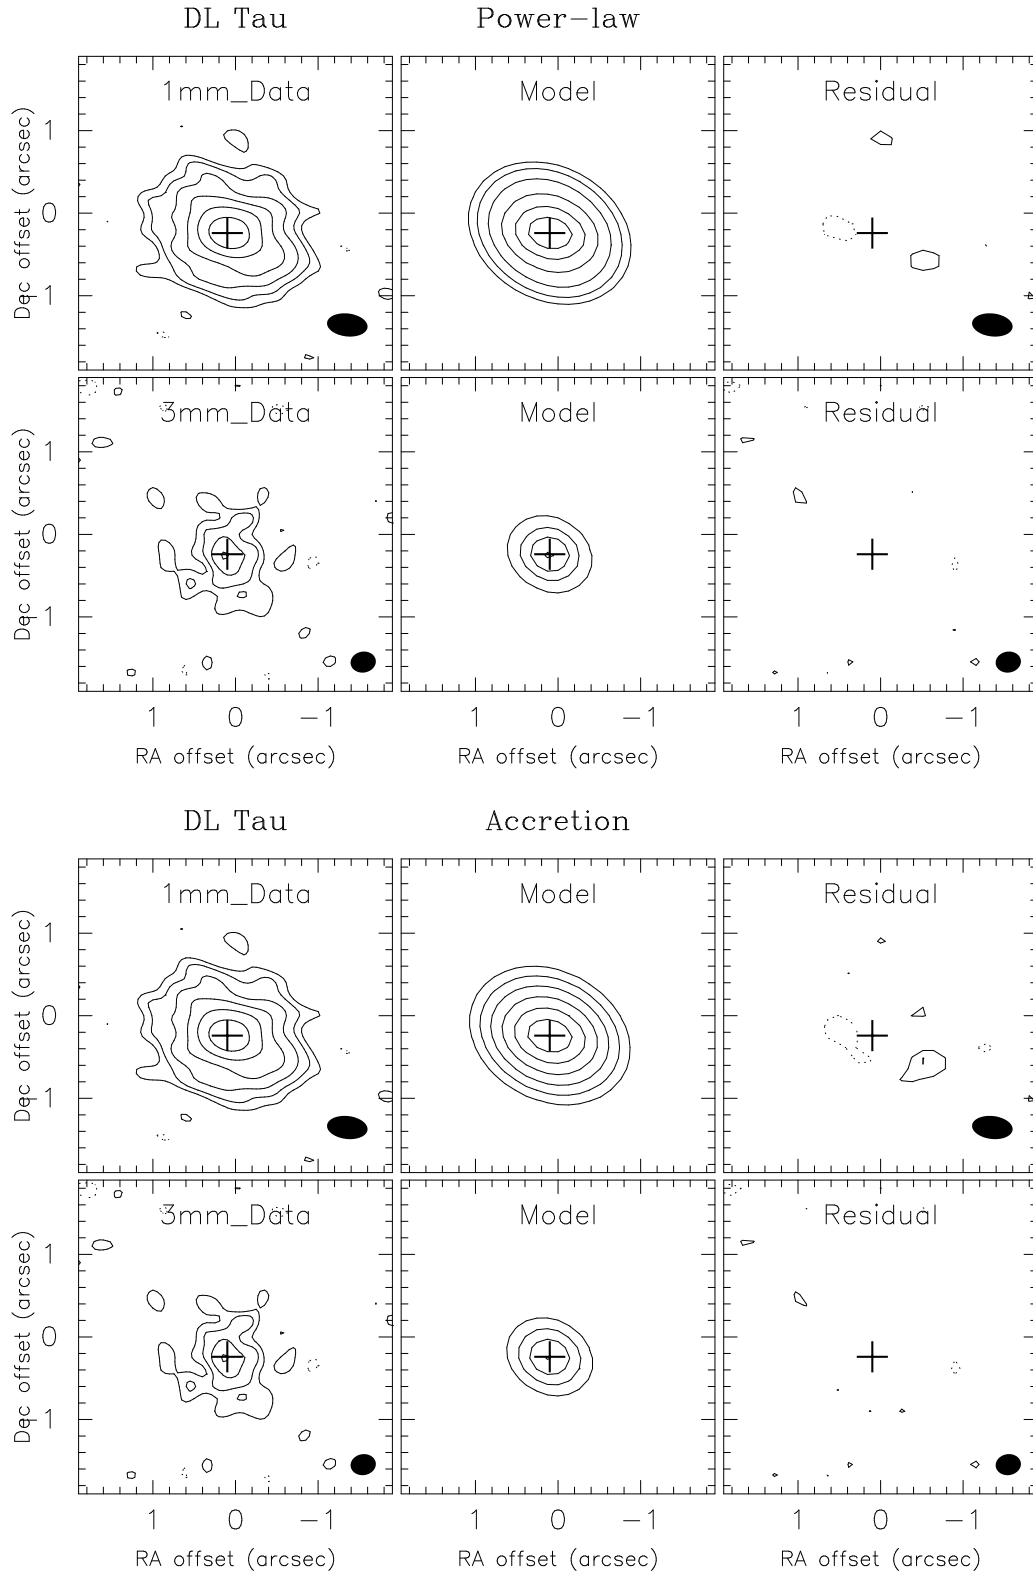 DL Tau Power-law
1mm_Data Model Residual
Dec offset (arcsec)
1
0
1
3mm_Data Model Residual
Dec offset (arcsec)
1
0
1
1 0 -1 1 0 -1 1 0 -1
RA offset (arcsec) RA offset (arcsec) RA offset (arcsec)
DL Tau Accretion
1mm_Data Model Residual
Dec offset (arcsec)
1
0
1
3mm_Data Model Residual
Dec offset (arcsec)
1
0
1
1 0 -1 1 0 -1 1 0 -1
RA offset (arcsec) RA offset (arcsec) RA offset (arcsec)